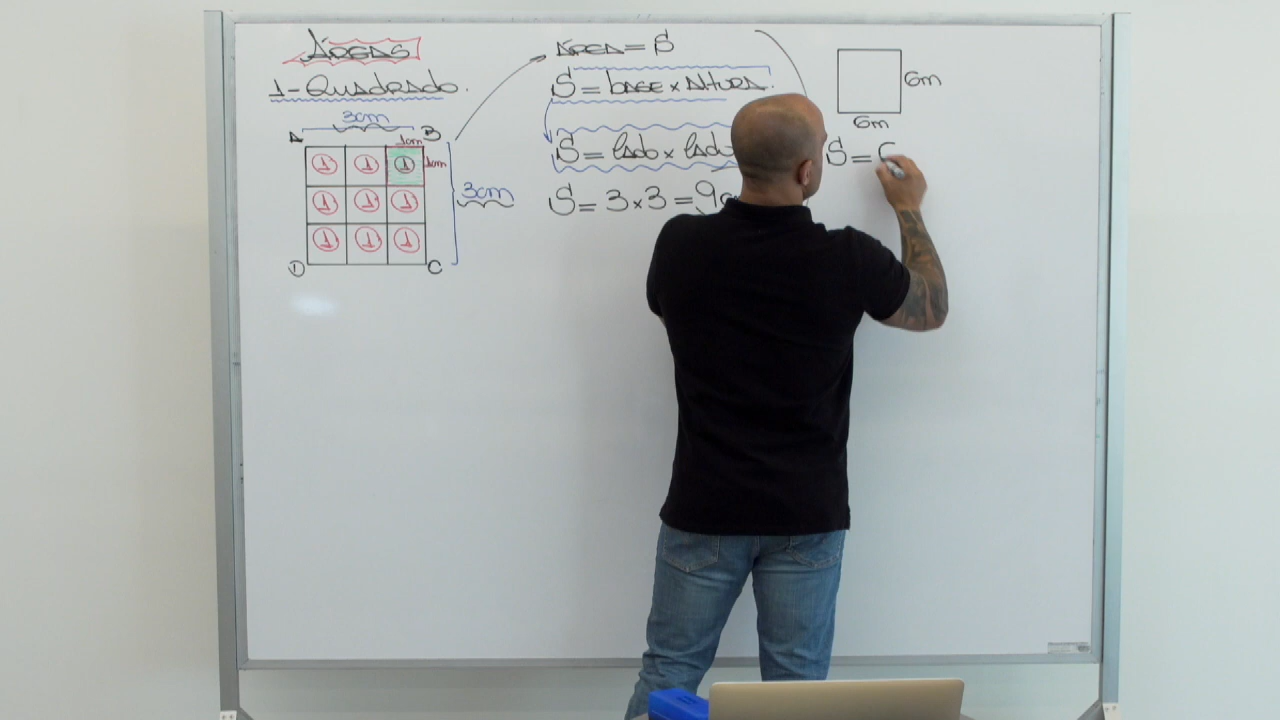 ÁREAS
1-Quadrado.
3cm
A
B
1cm
1 1 1
1cm
1 1 1
3cm
1 1 1
D
C
ÁREA = S
S = base x Altura.
S = lado x lado
S = 3 x 3 = 9
6m
6m
S = 6